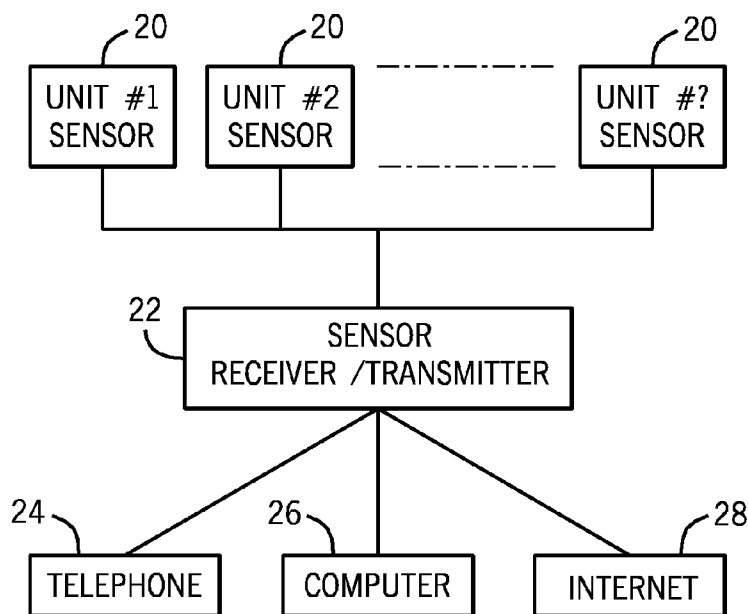 20
20
20
UNIT #1
SENSOR
UNIT #2
SENSOR
UNIT #?
SENSOR
22
SENSOR
RECEIVER /TRANSMITTER
24
26
28
TELEPHONE
COMPUTER
INTERNET